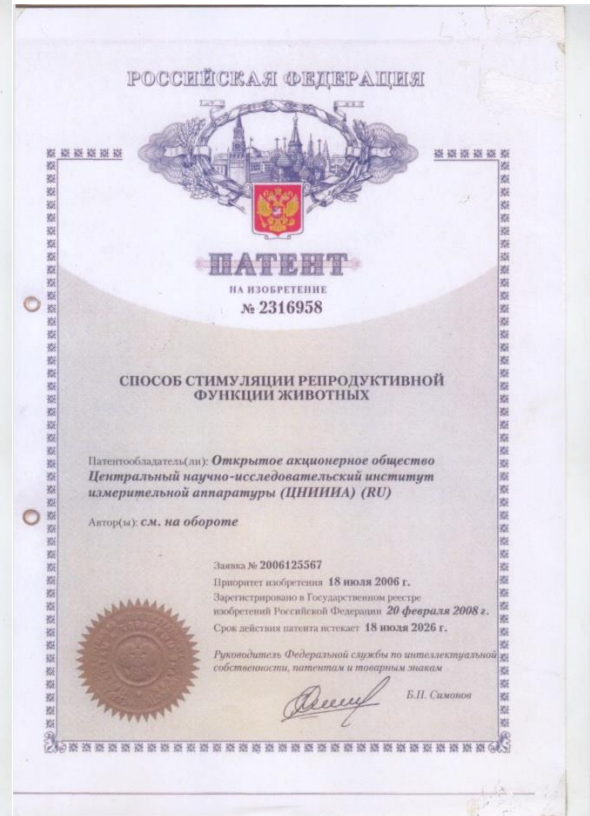 РОССИЙСКАЯ ФЕДЕРАЦИЯ
ПАТЕНТ
НА ИЗОБРЕТЕНИЕ
№ 2316958
СПОСОБ СТИМУЛЯЦИИ РЕПРОДУКТИВНОЙ
ФУНКЦИИ ЖИВОТНЫХ
Патентообладатель(ли): Открытое акционерное общество
Центральный научно-исследовательский институт
измерительной аппаратуры (ЦНИИИА) (RU)
Автор(ы): см. на обороте
Заявка № 2006125567
Приоритет изобретения 18 июля 2006 г.
Зарегистрировано в Государственном реестре
изобретений Российской Федерации 20 февраля 2008 г.
Срок действия патента истекает 18 июля 2026 г.
Руководитель Федеральной службы по интеллектуальной
собственности, патентам и товарным знакам
Б.П. Симонов